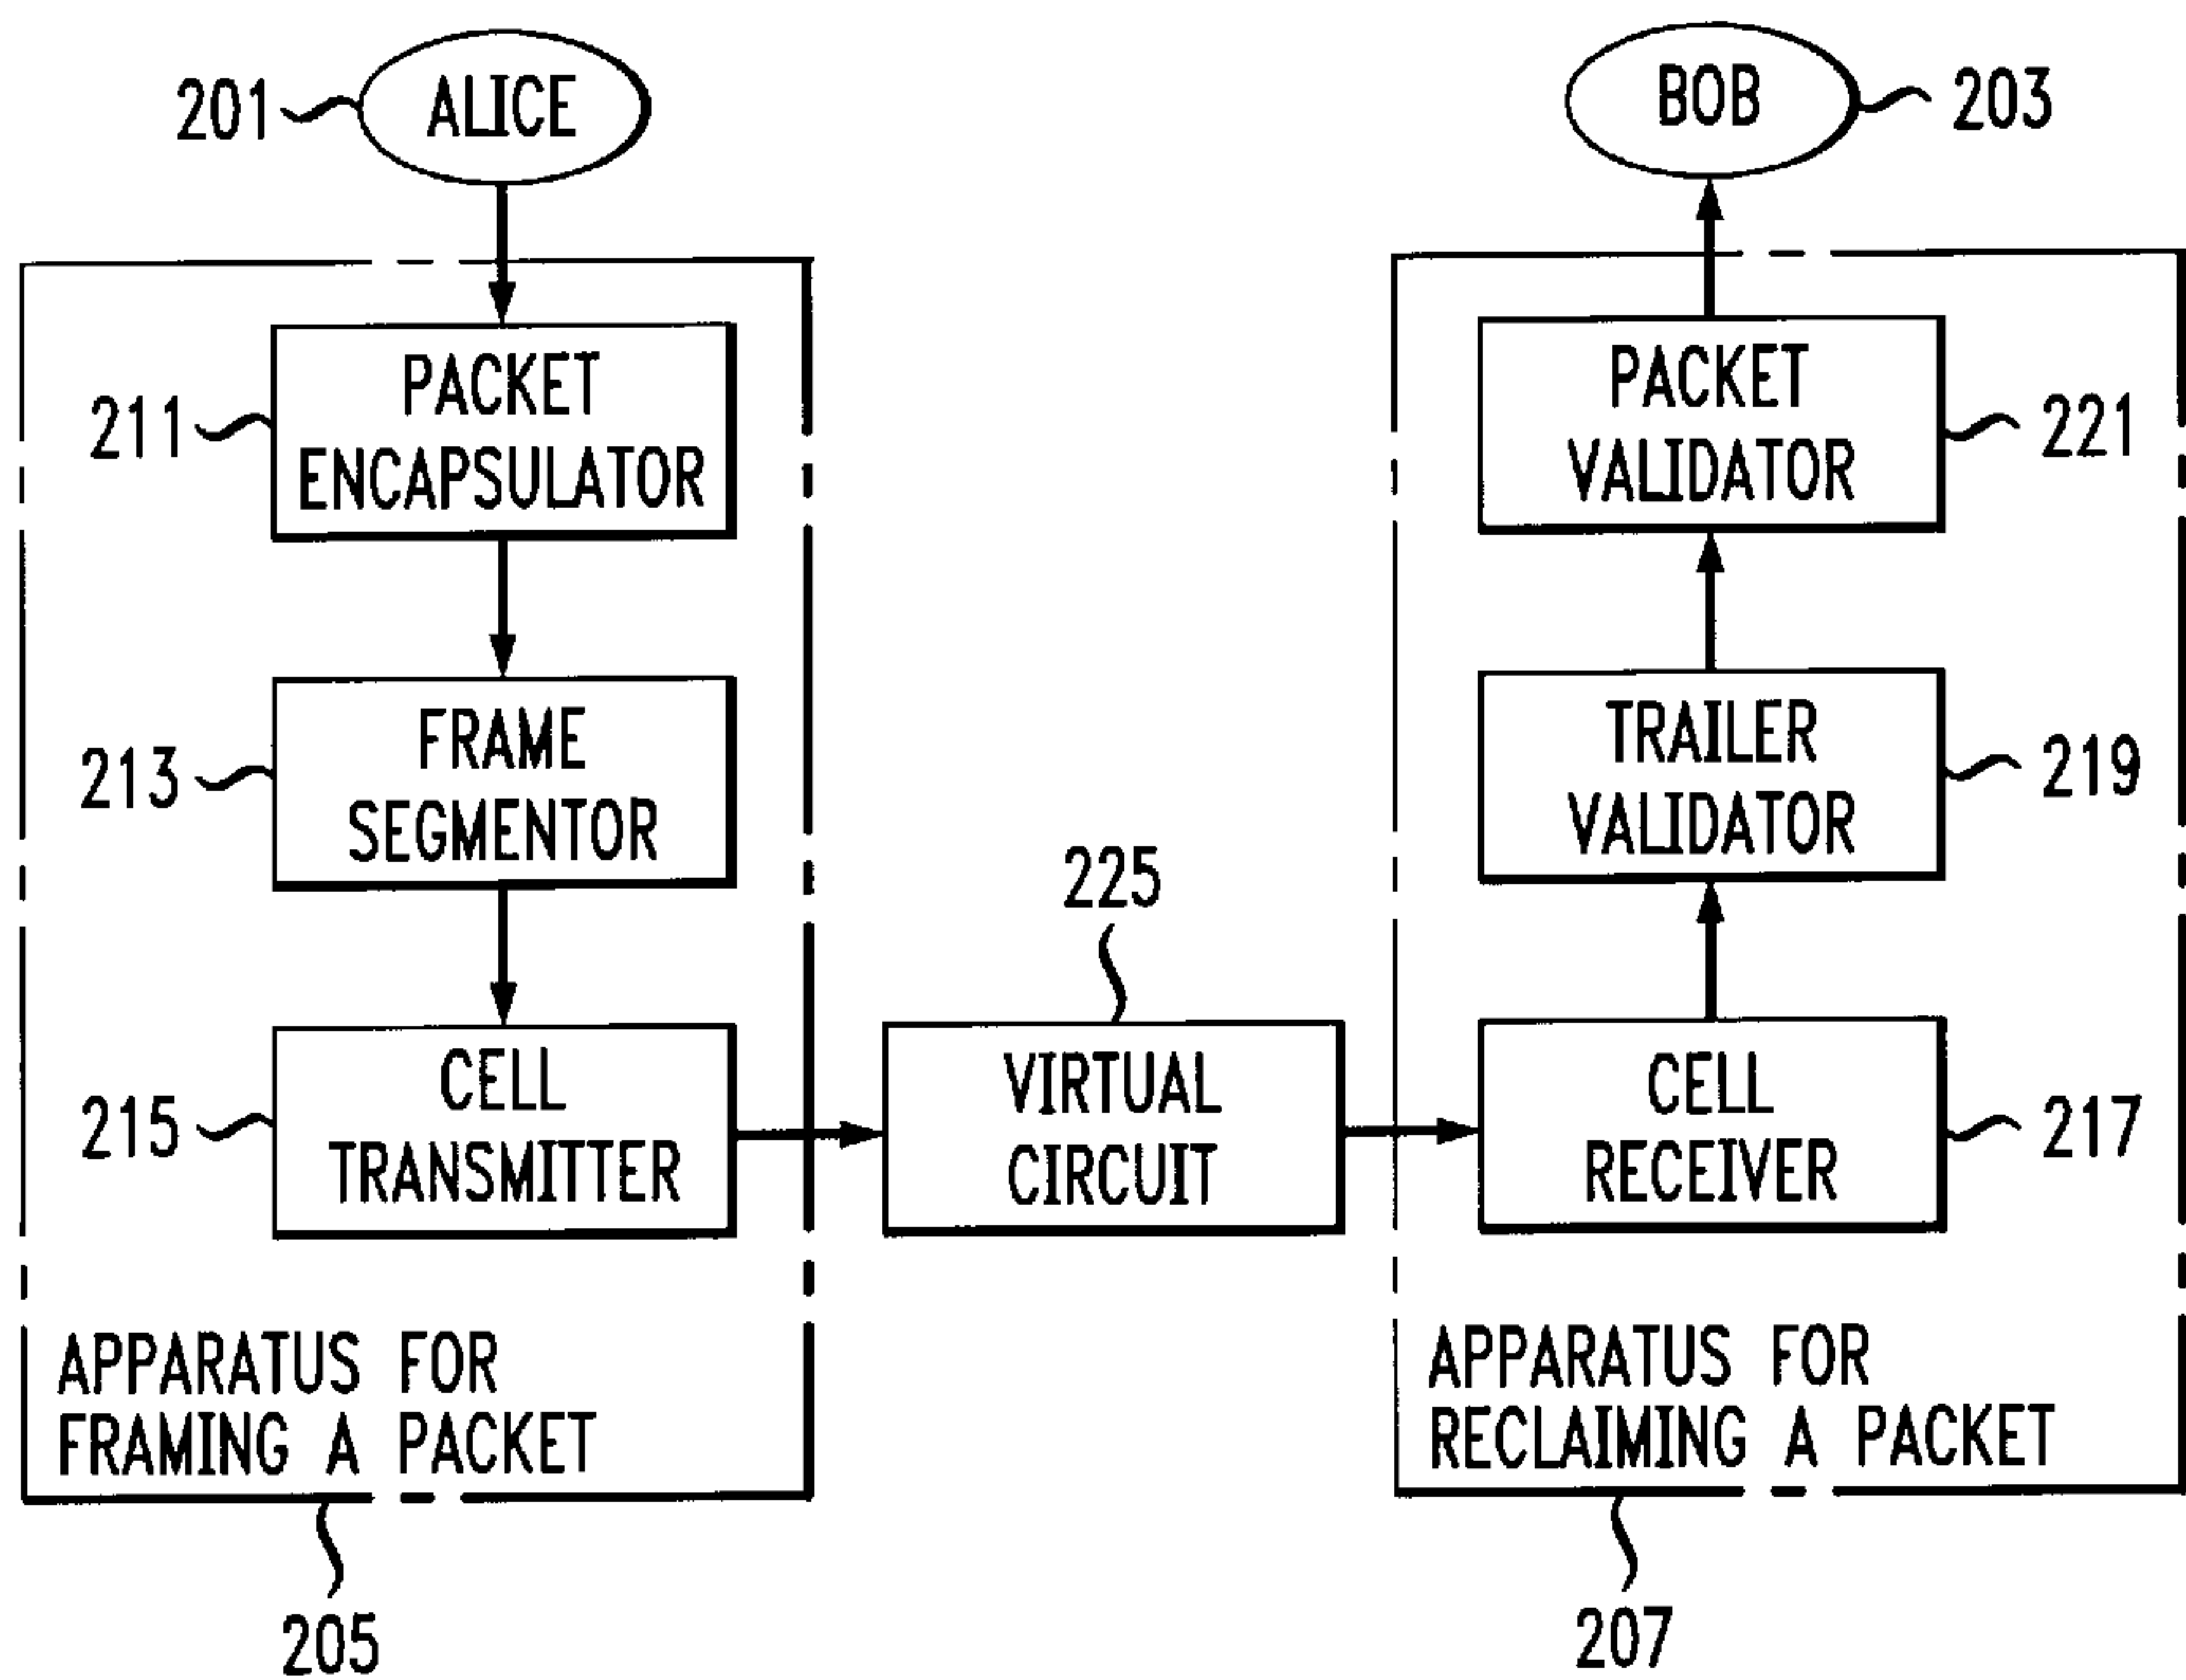 201
ALICE
BOB
203
211
PACKET
ENCAPSULATOR
PACKET
VALIDATOR
221
213
FRAME
SEGMENTOR
TRAILER
VALIDATOR
219
225
215
CELL
TRANSMITTER
VIRTUAL
CIRCUIT
CELL
RECEIVER
217
APPARATUS FOR
FRAMING A PACKET
APPARATUS FOR
RECLAIMING A PACKET
205
207